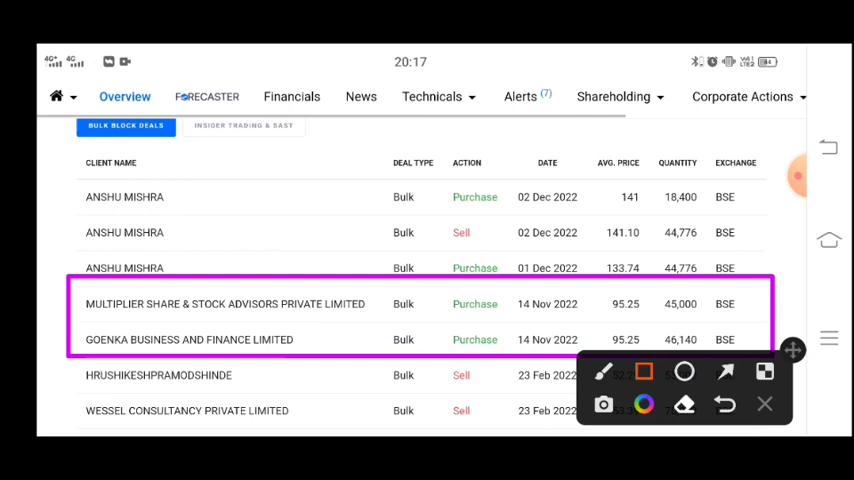 4G+ 4G 20:17 84
Overview FORECASTER Financials News Technicals Alerts (7) Shareholding Corporate Actions
BULK BLOCK DEALS INSIDER TRADING & SAST
CLIENT NAME DEAL TYPE ACTION DATE AVG. PRICE QUANTITY EXCHANGE
ANSHU MISHRA Bulk Purchase 02 Dec 2022 141 18,400 BSE
ANSHU MISHRA Bulk Sell 02 Dec 2022 141.10 44,776 BSE
ANSHU MISHRA Bulk Purchase 01 Dec 2022 133.74 44,776 BSE
MULTIPLIER SHARE & STOCK ADVISORS PRIVATE LIMITED Bulk Purchase 14 Nov 2022 95.25 45,000 BSE
GOENKA BUSINESS AND FINANCE LIMITED Bulk Purchase 14 Nov 2022 95.25 46,140 BSE
HRUSHIKESHPRAMODSHINDE Bulk Sell 23 Feb 2022
WESSEL CONSULTANCY PRIVATE LIMITED Bulk Sell 23 Feb 2022